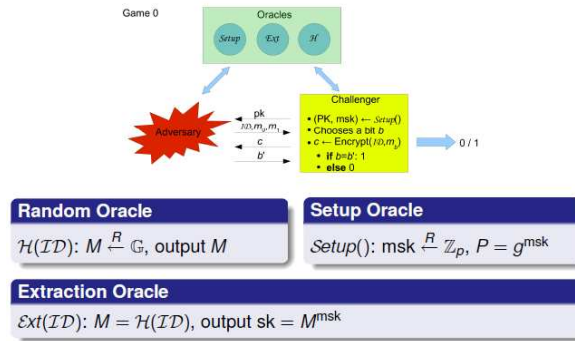 Game 0
Oracles
Setup
Ext
H
Challenger
pk
ID,m₀,m₁
c
b'
Adversary
• (PK, msk) ← Setup()
• Chooses a bit b
• c ← Encrypt(ID,m_b)
• if b=b': 1
• else 0
0 / 1
Random Oracle
H(ID): M ←R 𝔾, output M
Setup Oracle
Setup(): msk ←R ℤₚ, P = g^msk
Extraction Oracle
Ext(ID): M = H(ID), output sk = M^msk